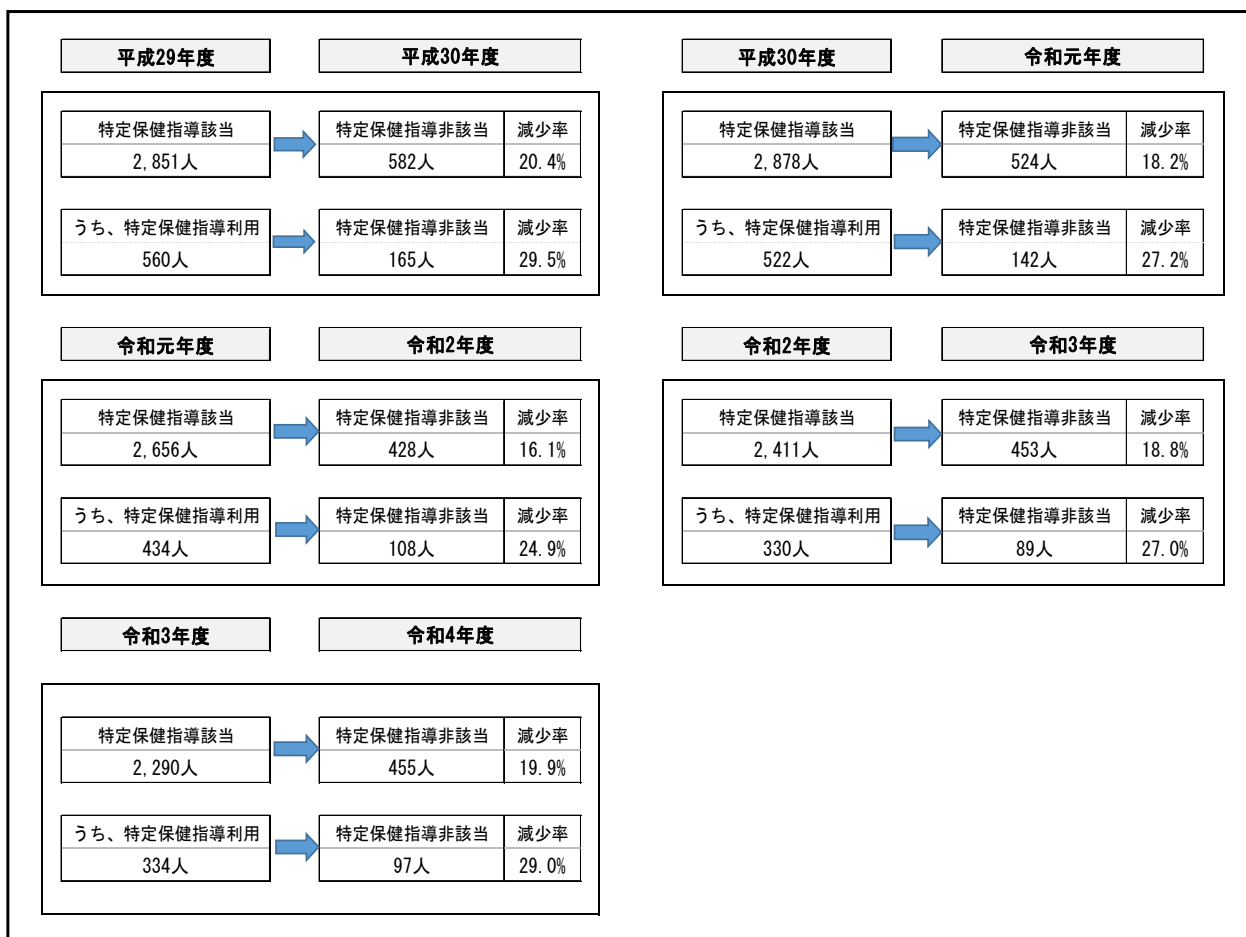 平成29年度 平成30年度
特定保健指導該当 特定保健指導非該当 減少率
2,851人 582人 20.4%
うち、特定保健指導利用 特定保健指導非該当 減少率
560人 165人 29.5%
平成30年度 令和元年度
特定保健指導該当 特定保健指導非該当 減少率
2,878人 524人 18.2%
うち、特定保健指導利用 特定保健指導非該当 減少率
522人 142人 27.2%
令和元年度 令和2年度
特定保健指導該当 特定保健指導非該当 減少率
2,656人 428人 16.1%
うち、特定保健指導利用 特定保健指導非該当 減少率
434人 108人 24.9%
令和2年度 令和3年度
特定保健指導該当 特定保健指導非該当 減少率
2,411人 453人 18.8%
うち、特定保健指導利用 特定保健指導非該当 減少率
330人 89人 27.0%
令和3年度 令和4年度
特定保健指導該当 特定保健指導非該当 減少率
2,290人 455人 19.9%
うち、特定保健指導利用 特定保健指導非該当 減少率
334人 97人 29.0%